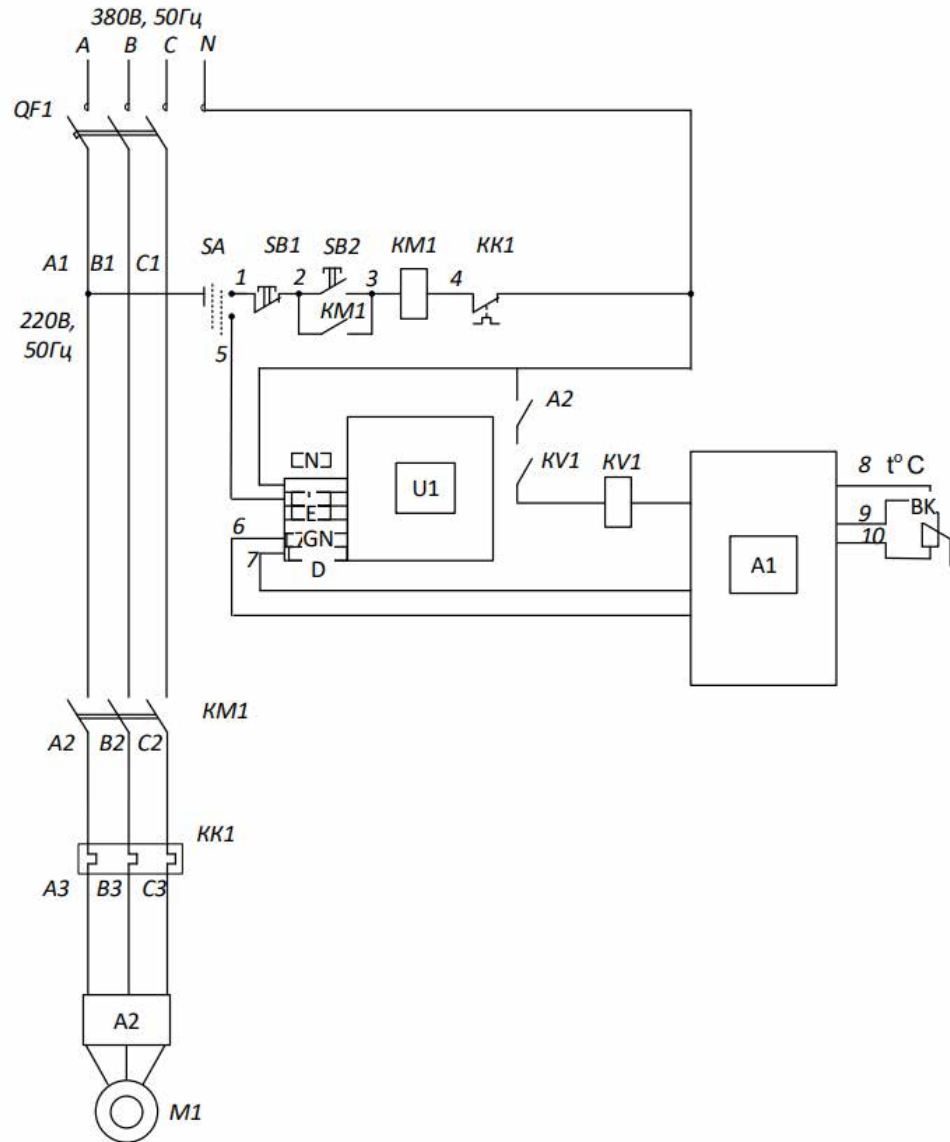 380В, 50Гц
A B C N
QF1
SA SB1 SB2 KM1 KK1
A1 B1 C1 1 2 3 4
KM1
220В,
50Гц
5
A2
N
KV1 KV1 8 t° C
U1
E
BK
9
6 GN 10
7 D A1
KM1
A2 B2 C2
KK1
A3 B3 C3
A2
M1